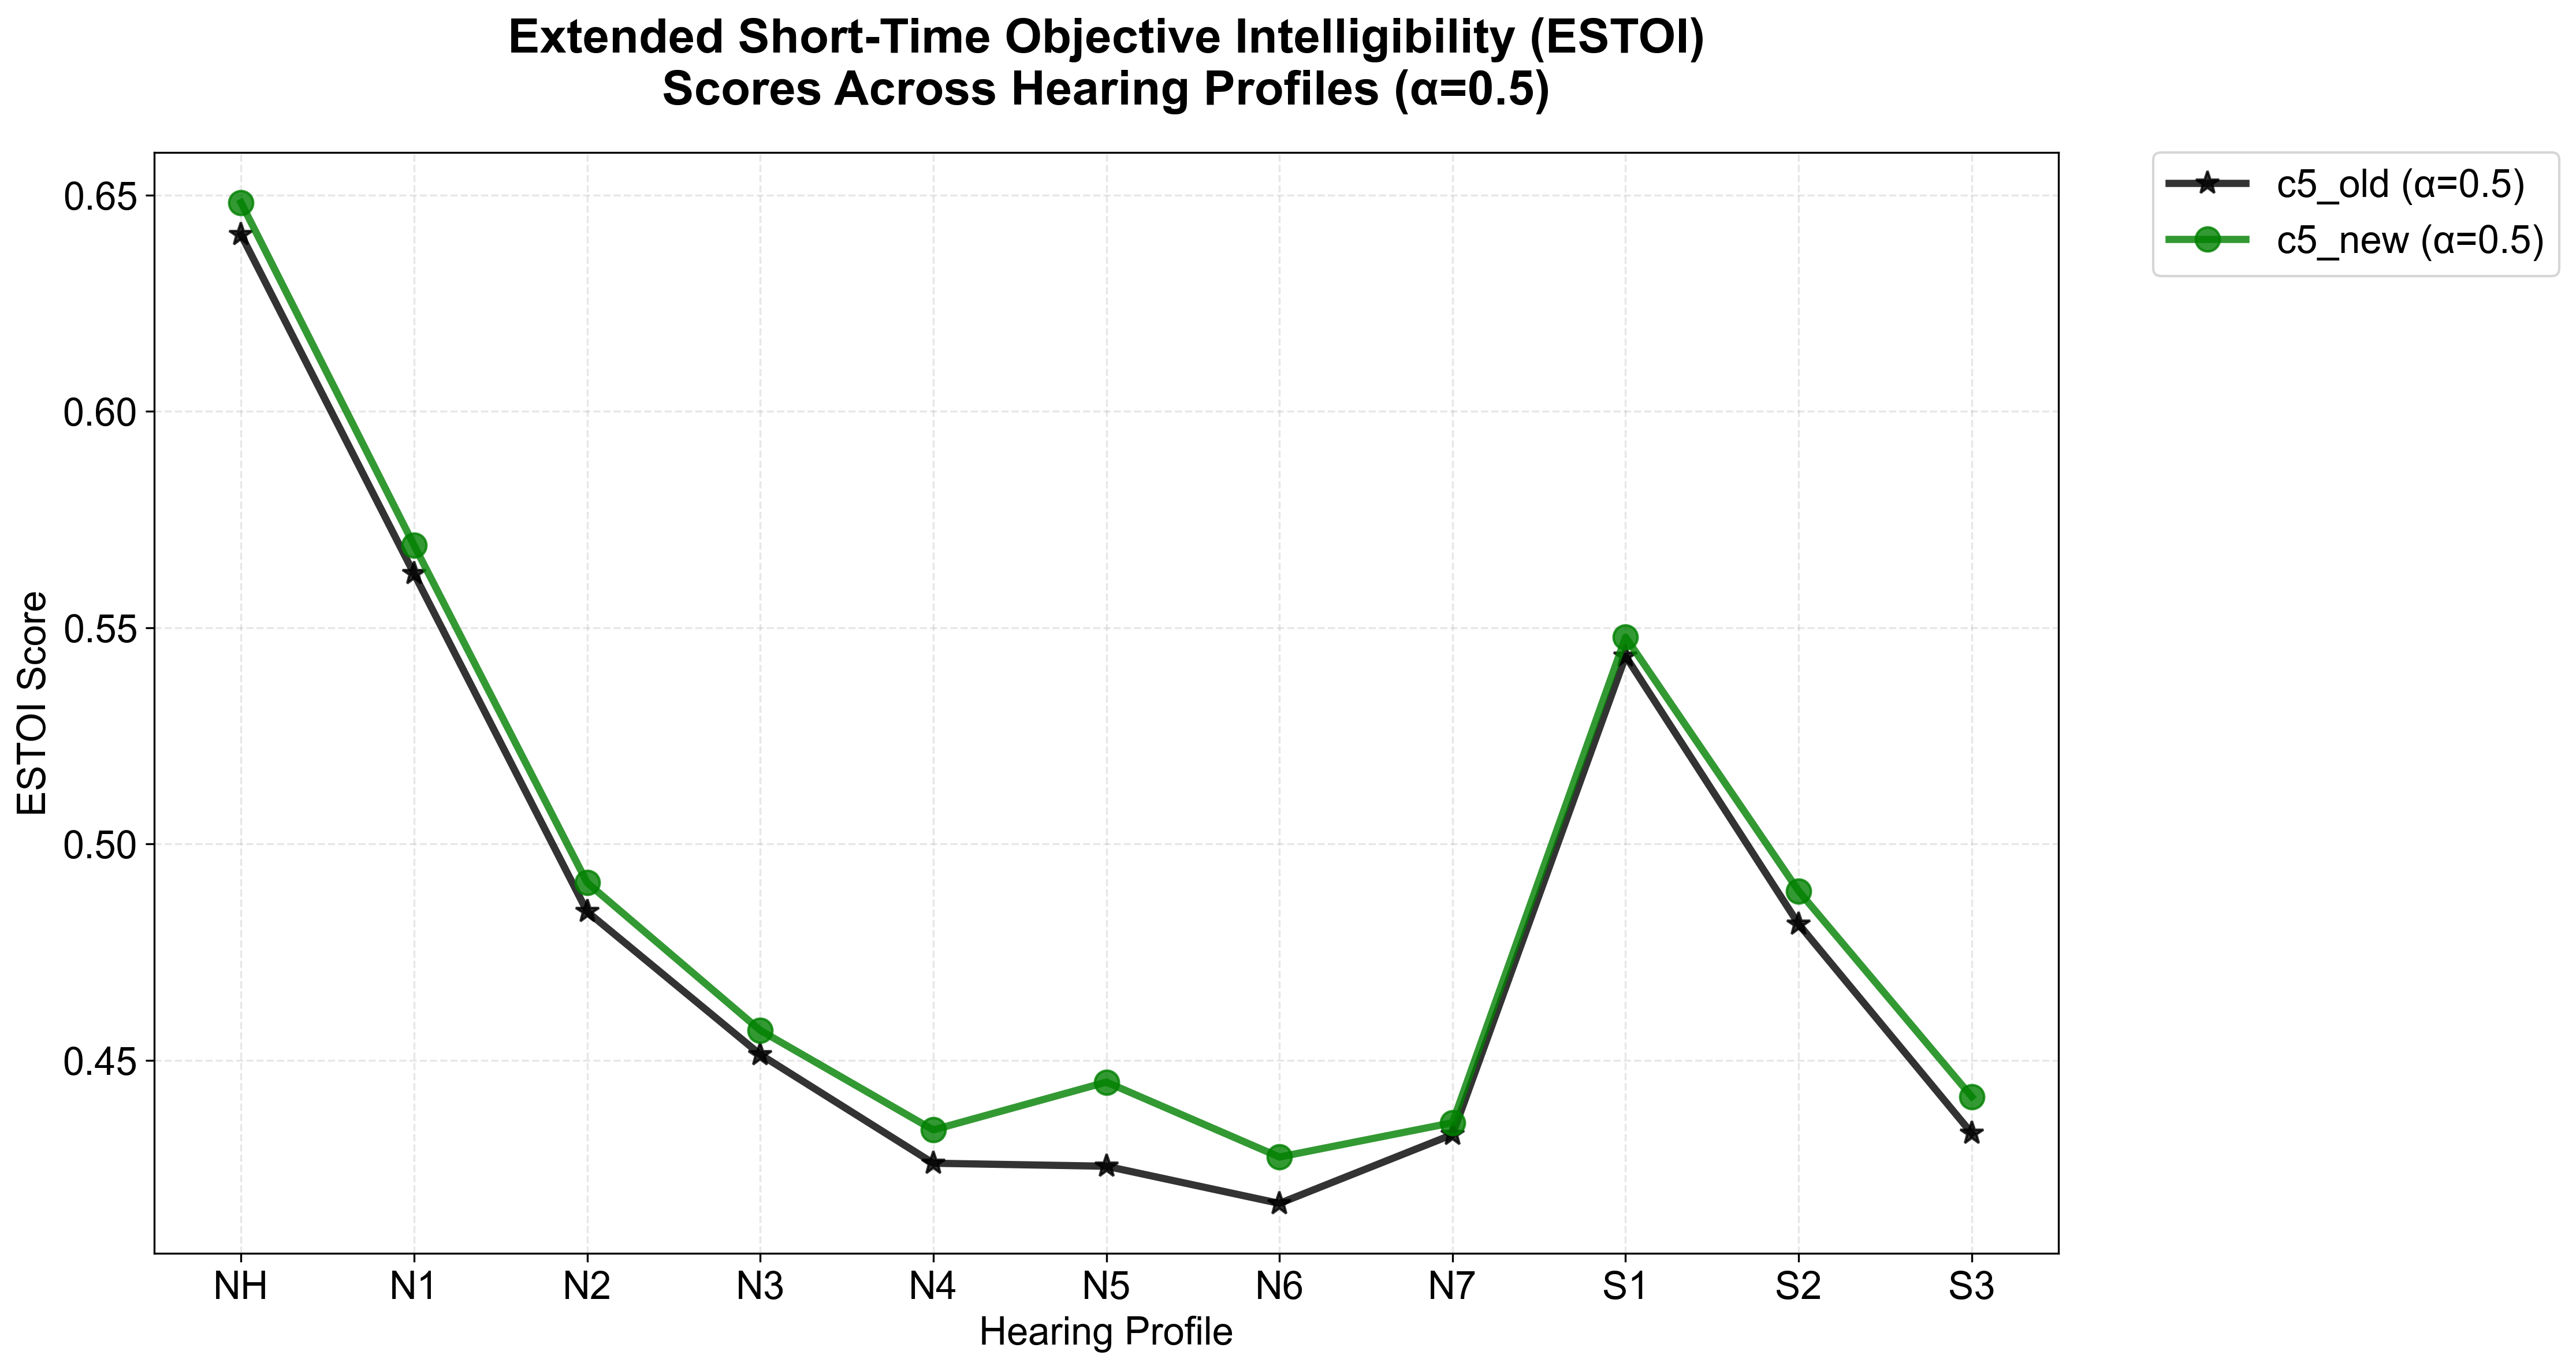 Extended Short-Time Objective Intelligibility (ESTOI)
Scores Across Hearing Profiles (α=0.5)
c5_old (α=0.5)
c5_new (α=0.5)
ESTOI Score
0.65
0.60
0.55
0.50
0.45
NH N1 N2 N3 N4 N5 N6 N7 S1 S2 S3
Hearing Profile